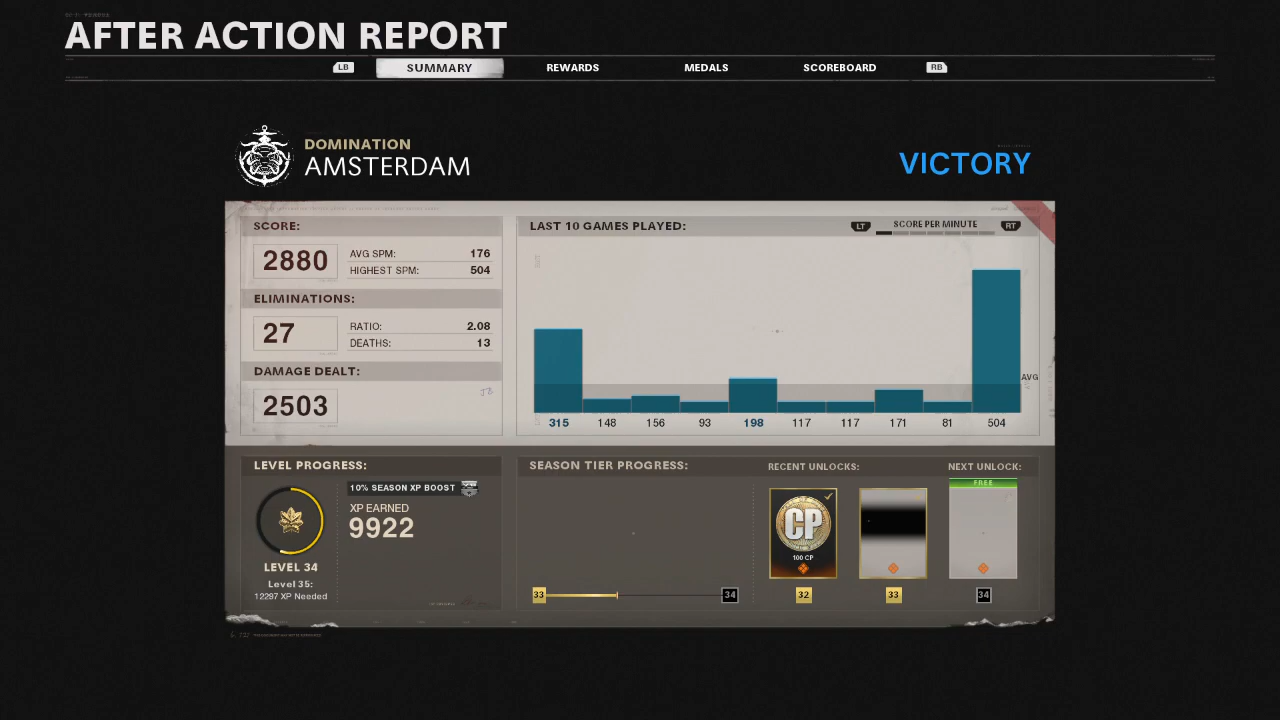 AFTER ACTION REPORT
LB SUMMARY REWARDS MEDALS SCOREBOARD RB
DOMINATION
AMSTERDAM
VICTORY
SCORE:
2880
AVG SPM: 176
HIGHEST SPM: 504
ELIMINATIONS:
27
RATIO: 2.08
DEATHS: 13
DAMAGE DEALT:
2503
LAST 10 GAMES PLAYED:
LT SCORE PER MINUTE RT
AVG
315 148 156 93 198 117 117 171 81 504
LEVEL PROGRESS:
10% SEASON XP BOOST
XP EARNED
9922
LEVEL 34
Level 35:
12297 XP Needed
SEASON TIER PROGRESS:
33 34
RECENT UNLOCKS:
CP
100 CP
32 33
NEXT UNLOCK:
FREE
34